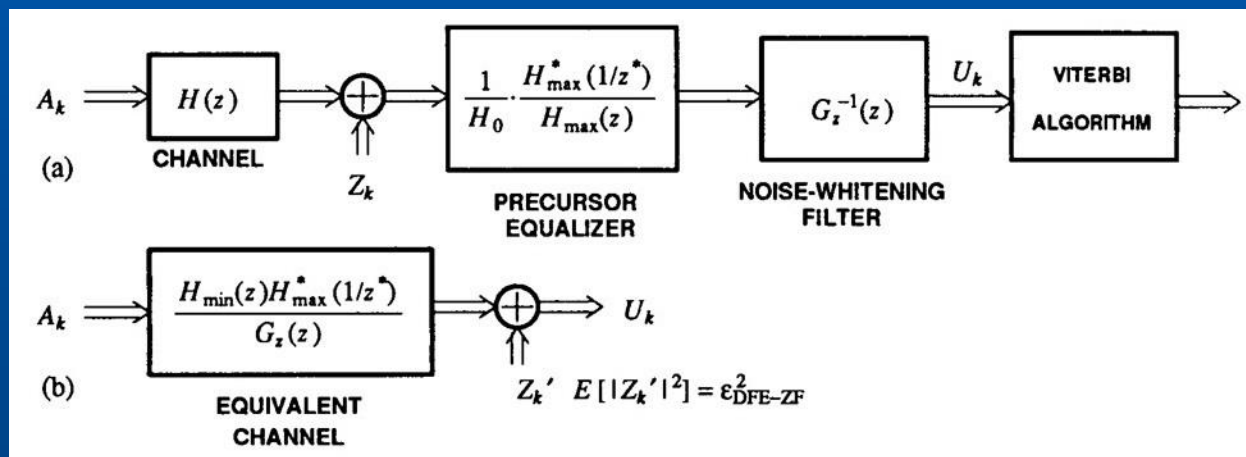 A_k H(z) 1/H_0 · H*_max(1/z*)/H_max(z) G_z^{-1}(z) U_k VITERBI ALGORITHM
(a) CHANNEL
Z_k
PRECURSOR EQUALIZER
NOISE-WHITENING FILTER
A_k H_min(z)H*_max(1/z*)/G_z(z) U_k
(b) Z_k′ E[|Z_k′|^2] = ε^2_DFE–ZF
EQUIVALENT CHANNEL